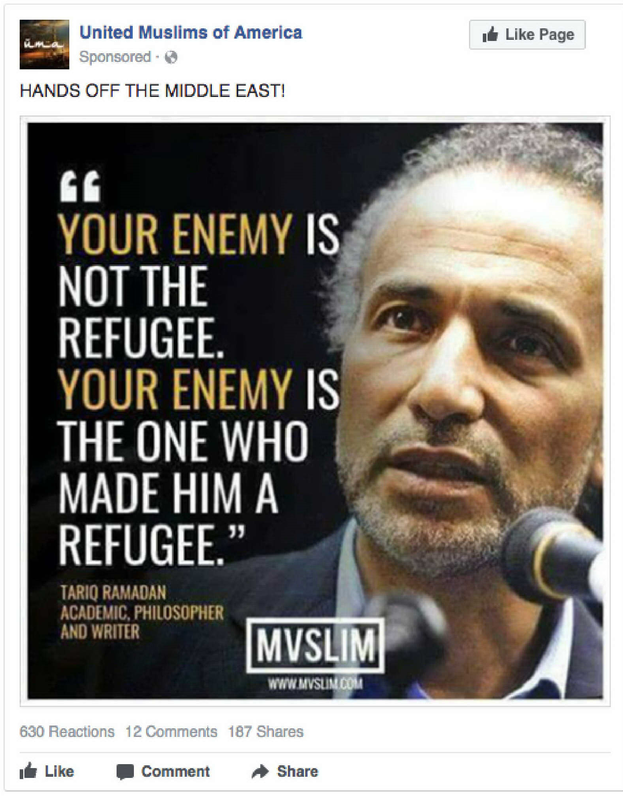 üma
United Muslims of America
Like Page
Sponsored ·
HANDS OFF THE MIDDLE EAST!
“
YOUR ENEMY IS
NOT THE
REFUGEE.
YOUR ENEMY IS
THE ONE WHO
MADE HIM A
REFUGEE.”
TARIQ RAMADAN
ACADEMIC, PHILOSOPHER
AND WRITER
MVSLIM
WWW.MVSLIM.COM
630 Reactions 12 Comments 187 Shares
Like Comment Share